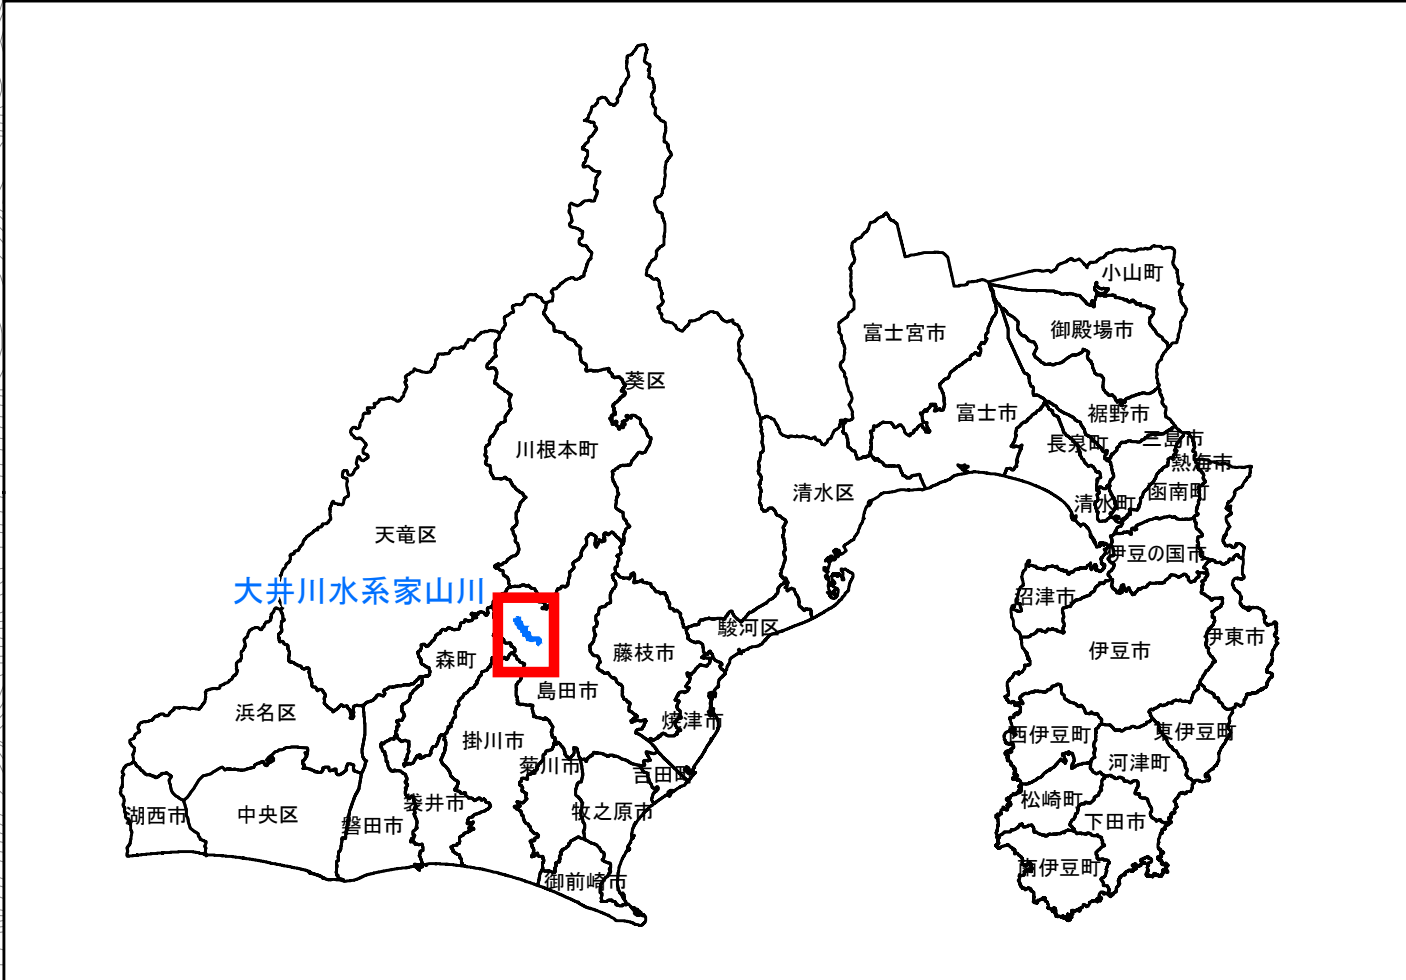 小山町
御殿場市
富士宮市
葵区
富士市
裾野市
三島市
長泉町
川根本町
熱海市
清水区
函南町
清水町
天竜区
伊豆の国市
大井川水系家山川
沼津市
駿河区
伊東市
藤枝市
伊豆市
森町
島田市
浜名区
焼津市
東伊豆町
西伊豆町
掛川市
河津町
菊川市
吉田町
松崎町
袋井市
牧之原市
湖西市
中央区
下田市
磐田市
南伊豆町
御前崎市